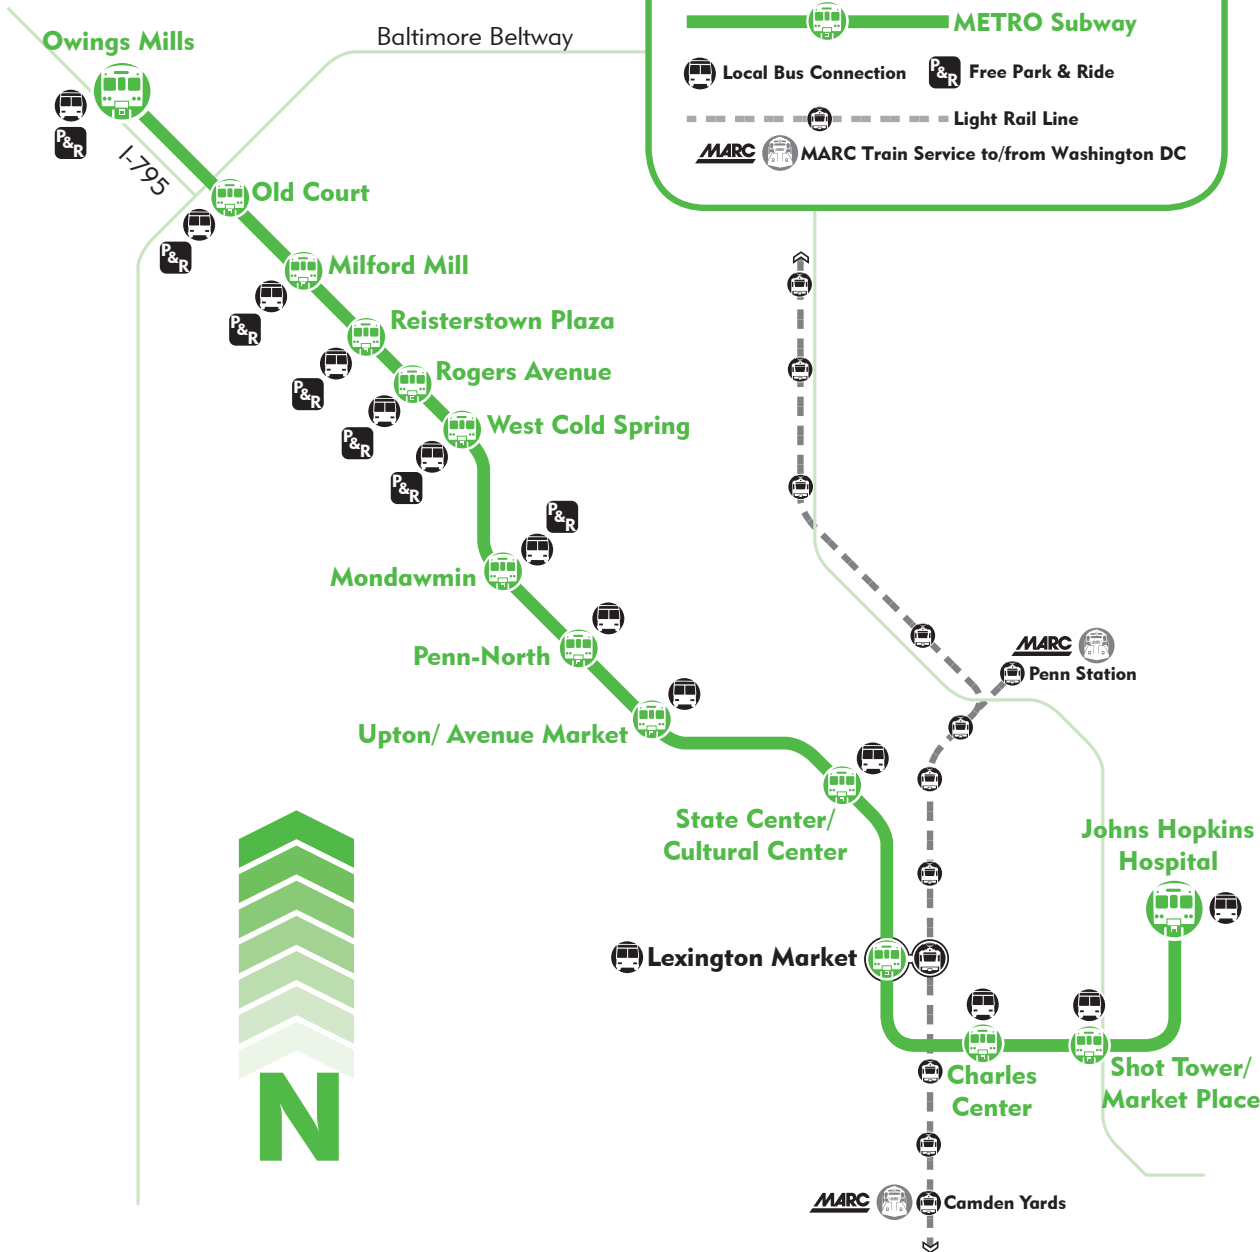 METRO Subway
Local Bus Connection
P&R
Free Park & Ride
Light Rail Line
MARC
MARC Train Service to/from Washington DC
Baltimore Beltway
Owings Mills
P&R
I-795
Old Court
P&R
Milford Mill
P&R
Reisterstown Plaza
P&R
Rogers Avenue
P&R
West Cold Spring
P&R
P&R
Mondawmin
Penn-North
MARC
Penn Station
Upton/ Avenue Market
State Center/
Cultural Center
Johns Hopkins
Hospital
Lexington Market
Charles
Center
Shot Tower/
Market Place
N
MARC
Camden Yards